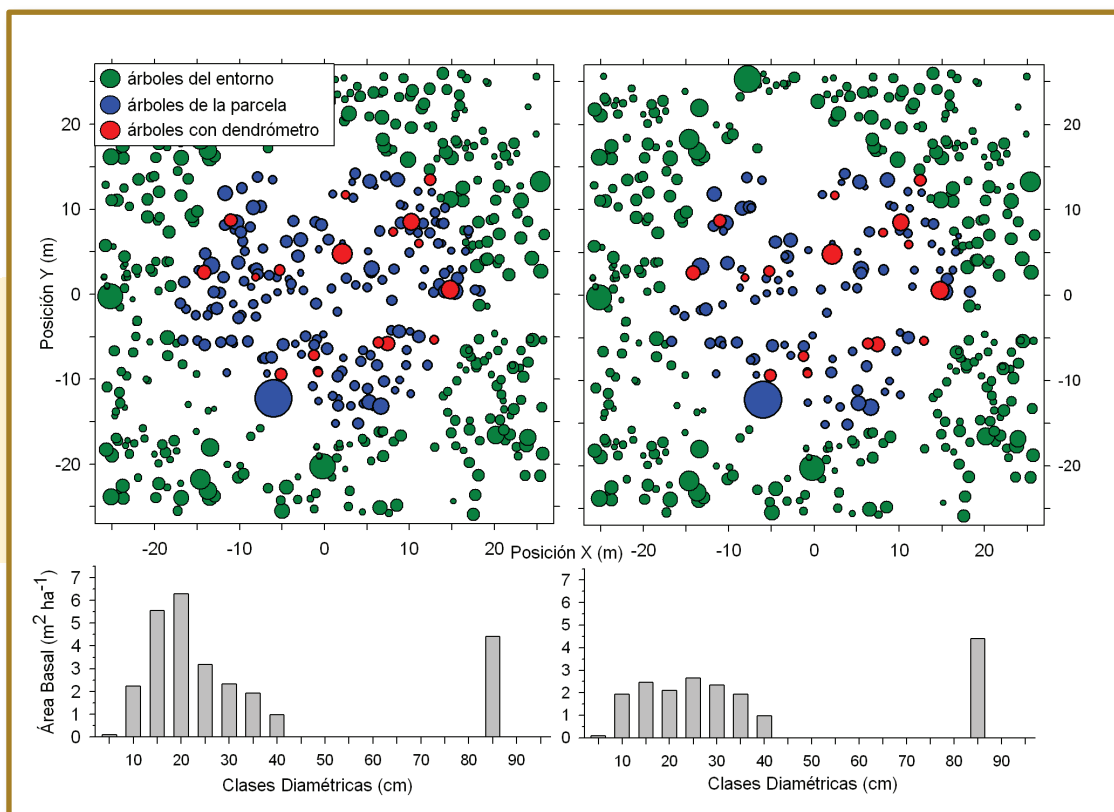 árboles del entorno
árboles de la parcela
árboles con dendrómetro
Posición Y (m)
20
10
0
-10
-20
20
10
0
-10
-20
-20 -10 0 10 20
Posición X (m)
-20 -10 0 10 20
Área Basal (m² ha⁻¹)
7
6
5
4
3
2
1
0
10 20 30 40 50 60 70 80 90
Clases Diamétricas (cm)
7
6
5
4
3
2
1
0
10 20 30 40 50 60 70 80 90
Clases Diamétricas (cm)